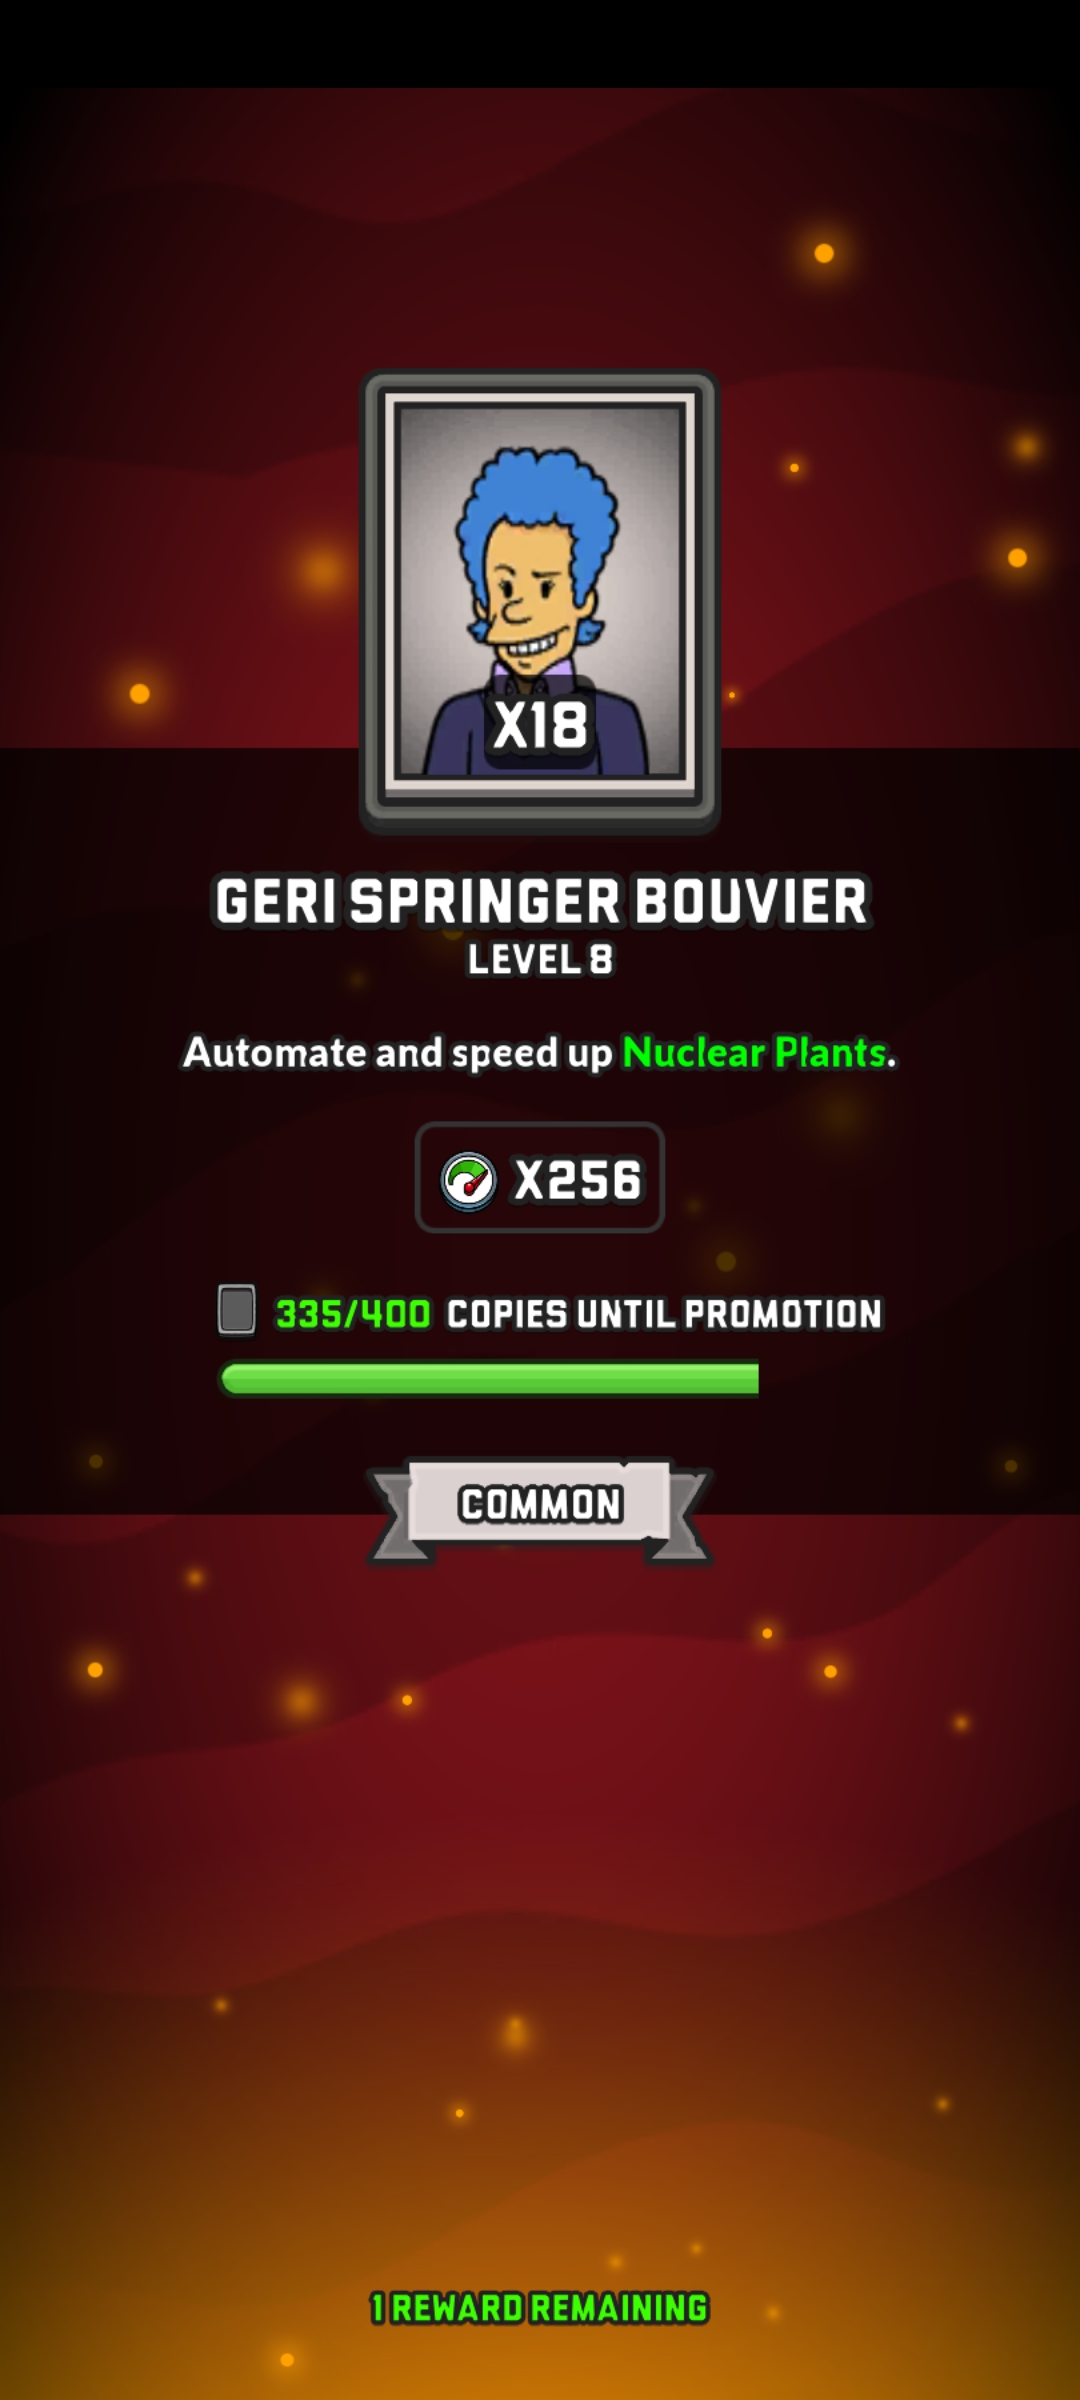 X18
GERI SPRINGER BOUVIER
LEVEL 8
Automate and speed up Nuclear Plants.
X256
335/400 COPIES UNTIL PROMOTION
COMMON
1 REWARD REMAINING